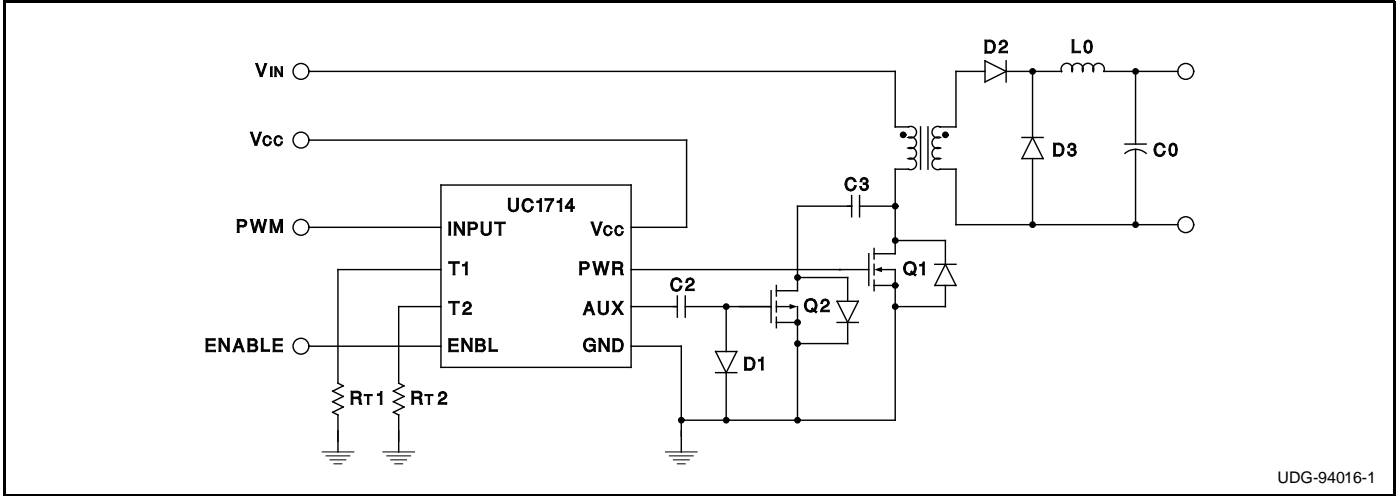 D2
L0
VIN
VCC
D3
C0
C3
UC1714
PWM
INPUT
VCC
T1
PWR
Q1
C2
T2
AUX
Q2
ENABLE
ENBL
GND
D1
RT1
RT2
UDG-94016-1